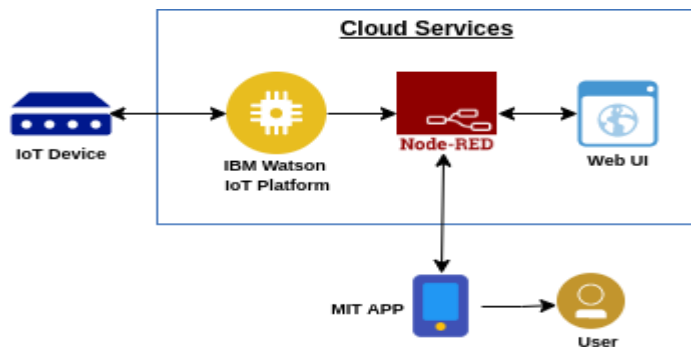 Cloud Services
IoT Device
IBM Watson
IoT Platform
Node-RED
Web UI
MIT APP
User